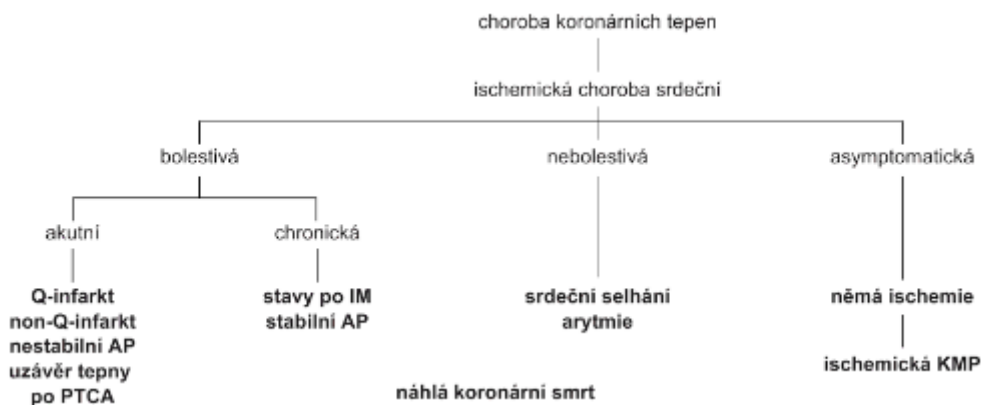 choroba koronárních tepen
ischemická choroba srdeční
bolestivá
nebolestivá
asymptomatická
akutní
chronická
Q-infarkt
non-Q-infarkt
nestabilní AP
uzávěr tepny
po PTCA
stavy po IM
stabilní AP
srdeční selhání
arytmie
němá ischemie
ischemická KMP
náhlá koronární smrt